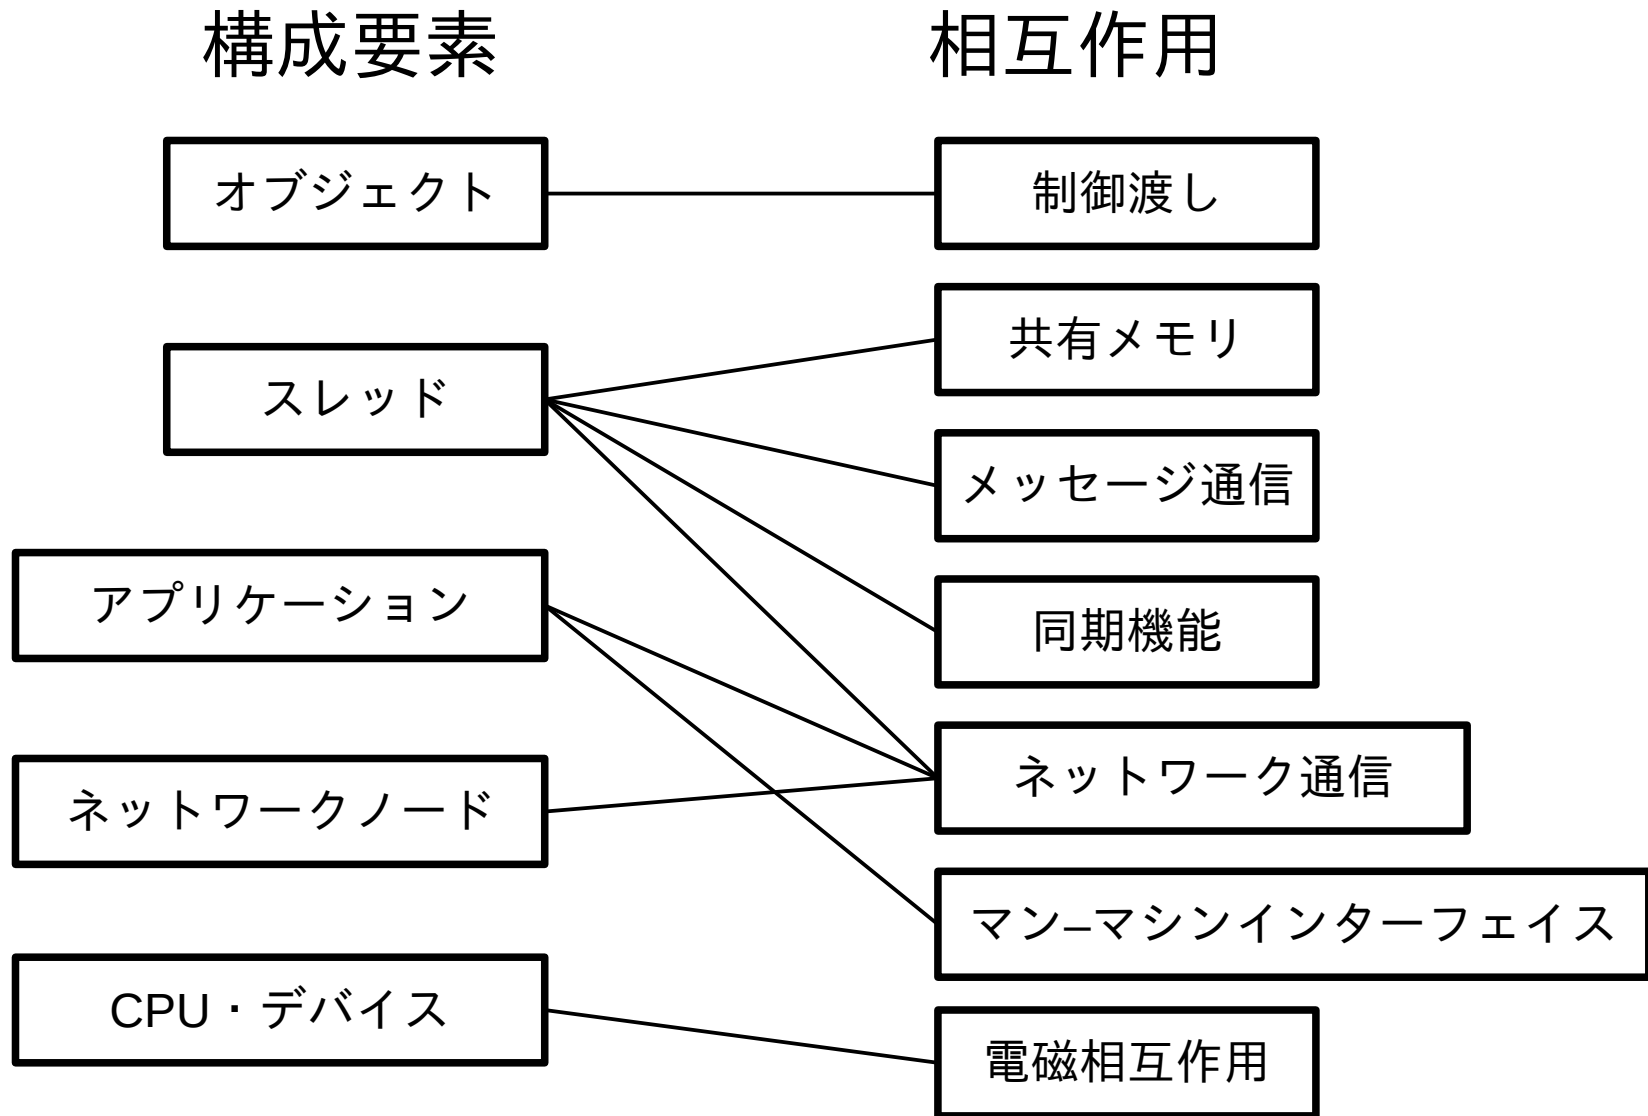 構成要素
相互作用
オブジェクト
制御渡し
共有メモリ
スレッド
メッセージ通信
アプリケーション
同期機能
ネットワーク通信
ネットワークノード
マン–マシンインターフェイス
CPU・デバイス
電磁相互作用